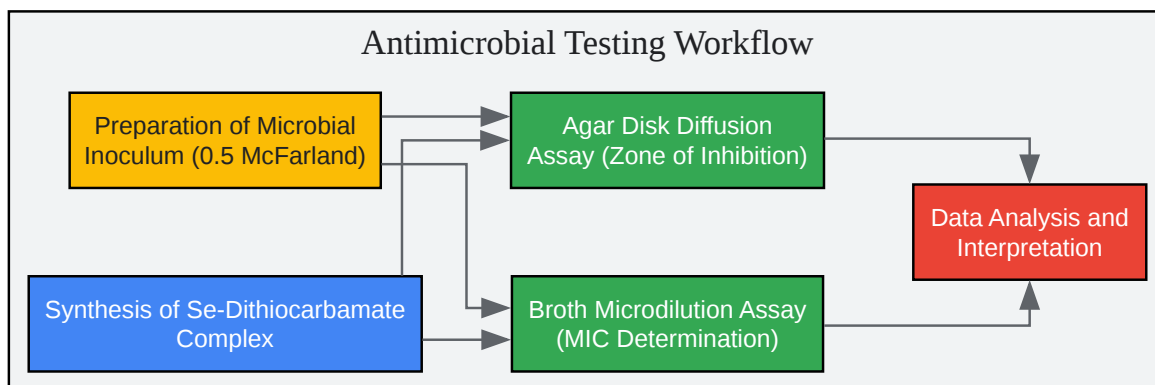 Antimicrobial Testing Workflow
Preparation of Microbial
Inoculum (0.5 McFarland)
Agar Disk Diffusion
Assay (Zone of Inhibition)
Data Analysis and
Interpretation
Synthesis of Se-Dithiocarbamate
Complex
Broth Microdilution Assay
(MIC Determination)